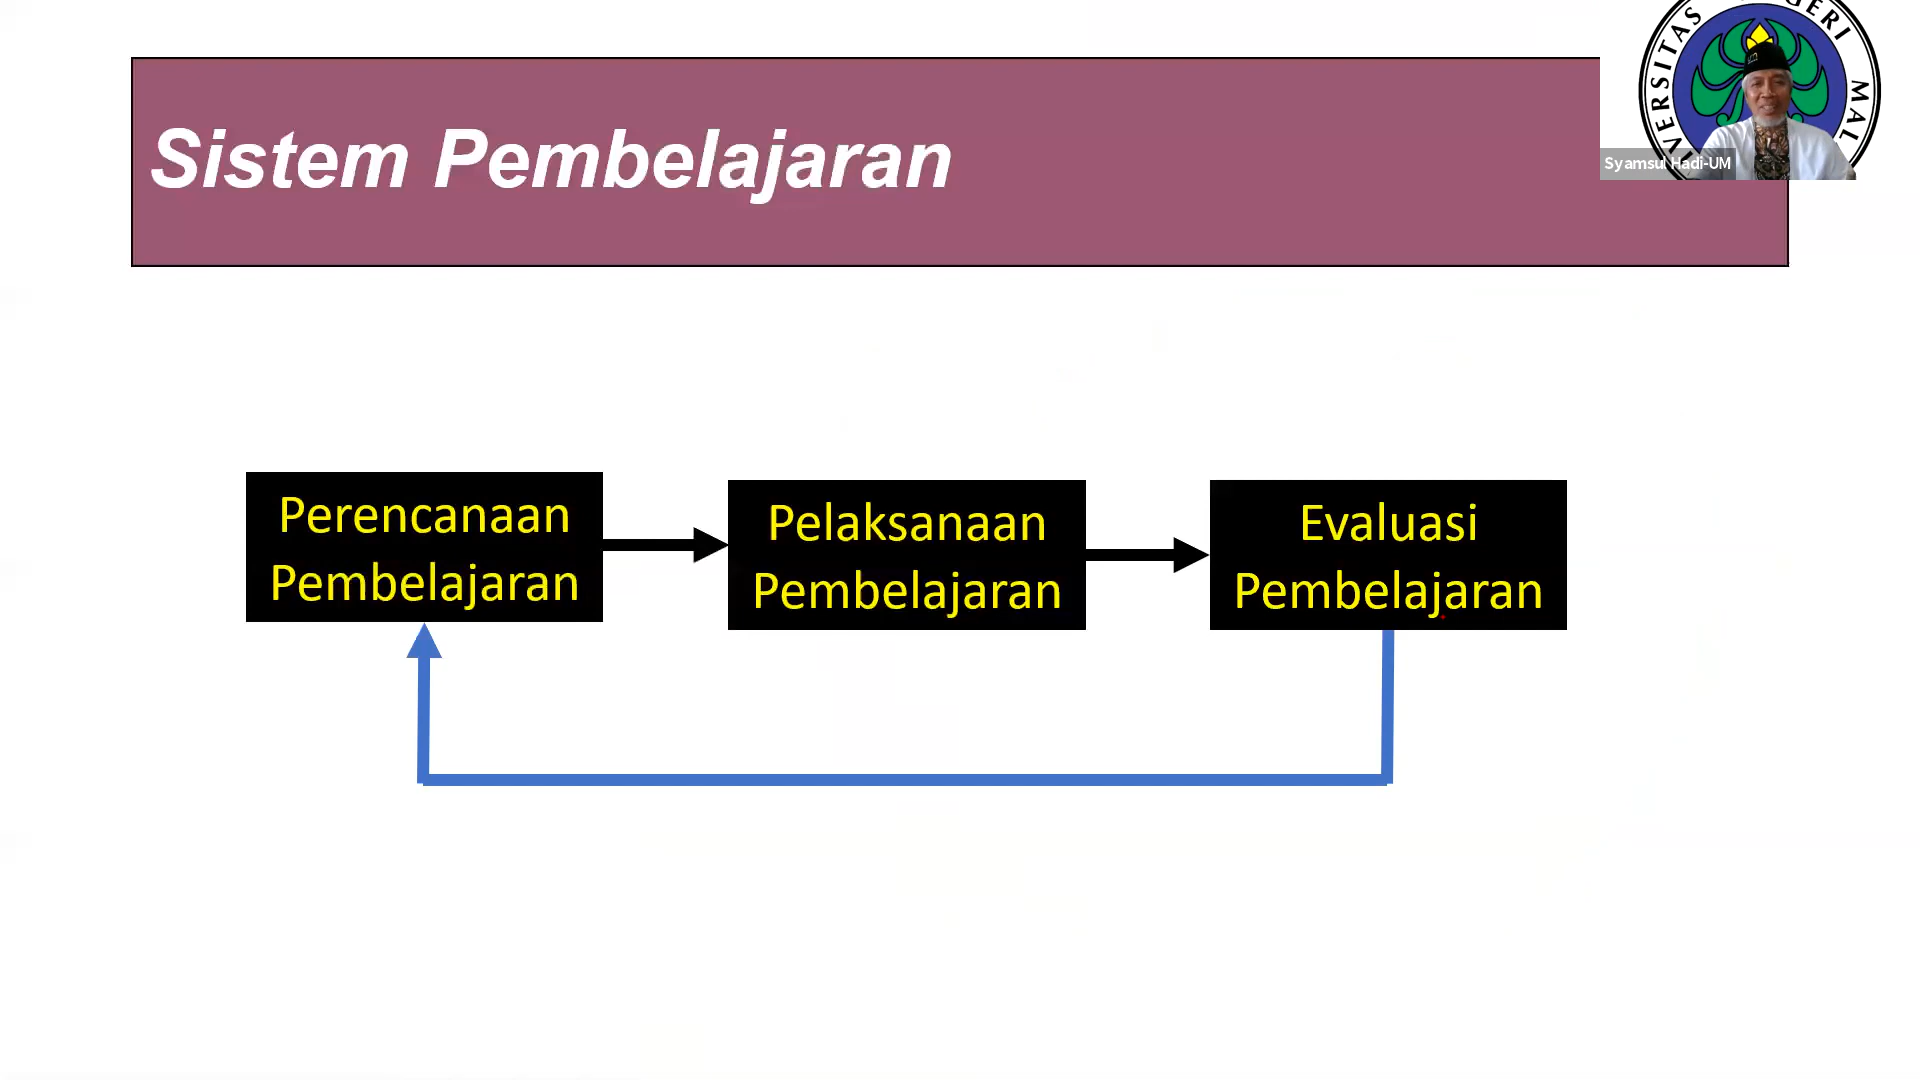 Sistem Pembelajaran
Syamsul Hadi-UM
Perencanaan
Pembelajaran
Pelaksanaan
Pembelajaran
Evaluasi
Pembelajaran